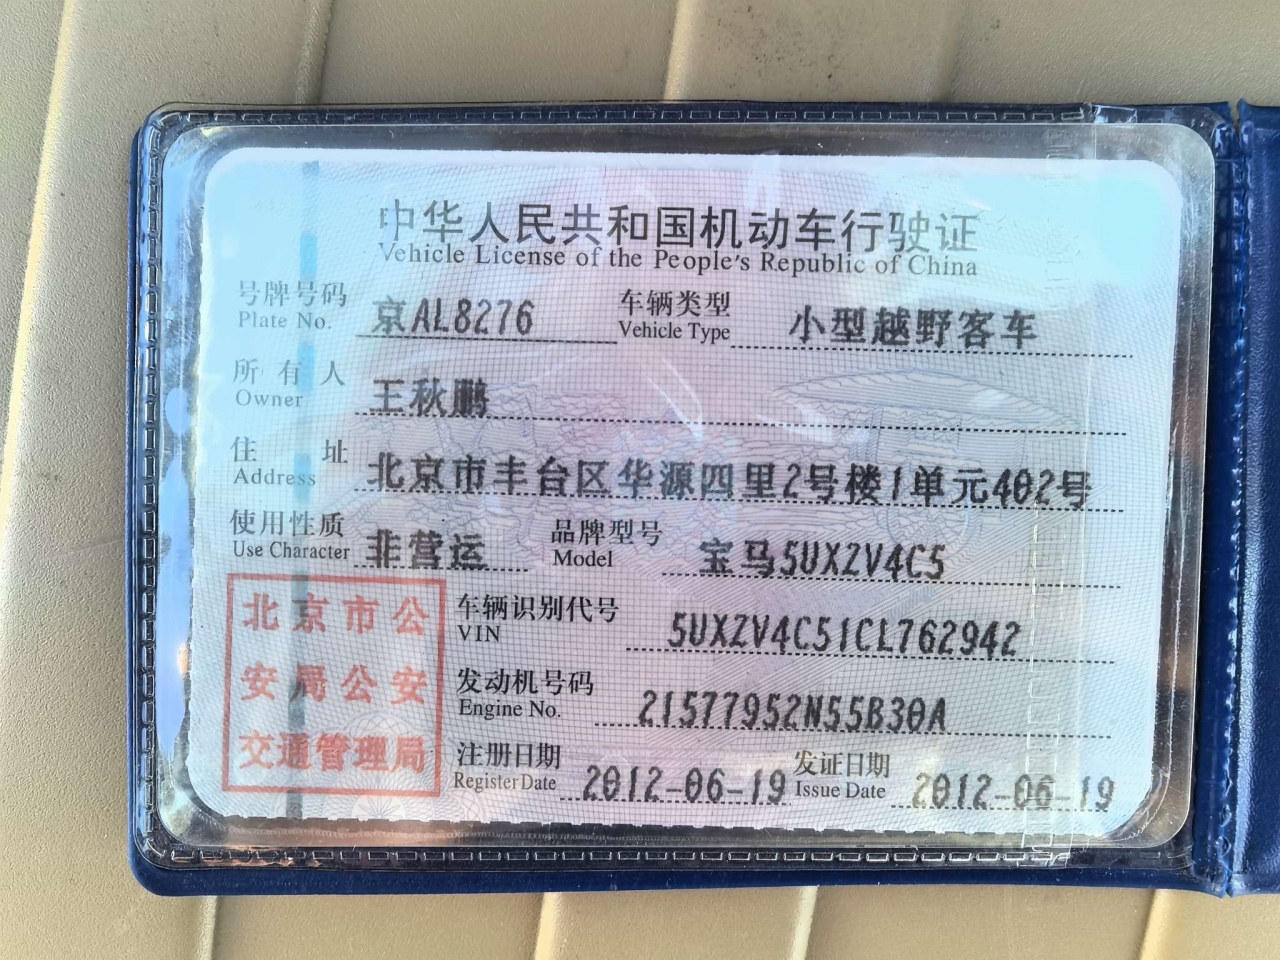 中华人民共和国机动车行驶证
Vehicle License of the People's Republic of China
号牌号码 京AL8276 车辆类型 小型越野客车
Plate No. Vehicle Type
所有人 王秋鹏
Owner
住址 北京市丰台区华源四里2号楼1单元402号
Address
使用性质 非营运 品牌型号 宝马5UXZV4C5
Use Character Model
北京市公
安局公安
交通管理局
车辆识别代号 5UXZV4C51CL762942
VIN
发动机号码 21577952N55B30A
Engine No.
注册日期 2012-06-19 发证日期 2012-06-19
Register Date Issue Date